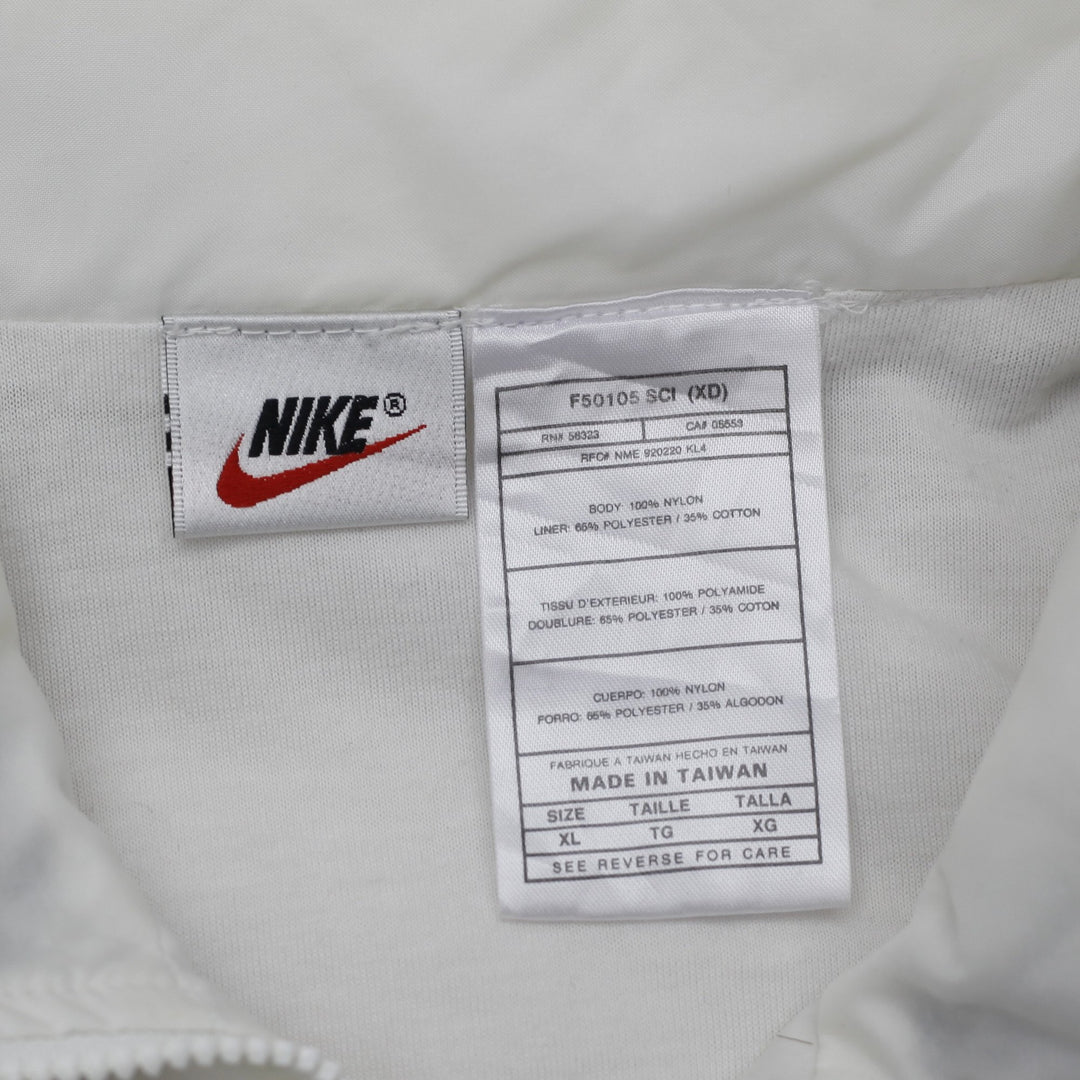 NIKE®
F50105 SCI (XD)
RN# 56323 CA# 05553
RFC# NME 920220 KL4
BODY 100% NYLON
LINER: 65% POLYESTER / 35% COTTON
TISSU D'EXTERIEUR: 100% POLYAMIDE
DOUBLURE: 65% POLYESTER / 35% COTON
CUERPO: 100% NYLON
FORRO: 65% POLYESTER / 35% ALGODON
FABRIQUE A TAIWAN HECHO EN TAIWAN
MADE IN TAIWAN
SIZE TAILLE TALLA
XL TG XG
SEE REVERSE FOR CARE